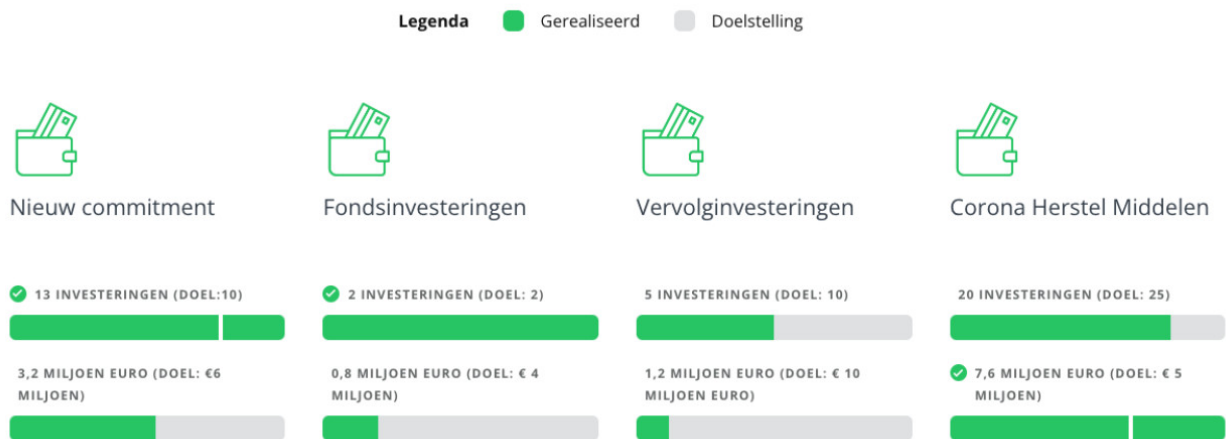 Legenda Gerealiseerd Doelstelling
Nieuw commitment
13 INVESTERINGEN (DOEL:10)
3,2 MILJOEN EURO (DOEL: €6
MILJOEN)
Fondsinvesteringen
2 INVESTERINGEN (DOEL: 2)
0,8 MILJOEN EURO (DOEL: € 4
MILJOEN)
Vervolginvesteringen
5 INVESTERINGEN (DOEL: 10)
1,2 MILJOEN EURO (DOEL: € 10
MILJOEN EURO)
Corona Herstel Middelen
20 INVESTERINGEN (DOEL: 25)
7,6 MILJOEN EURO (DOEL: € 5
MILJOEN)